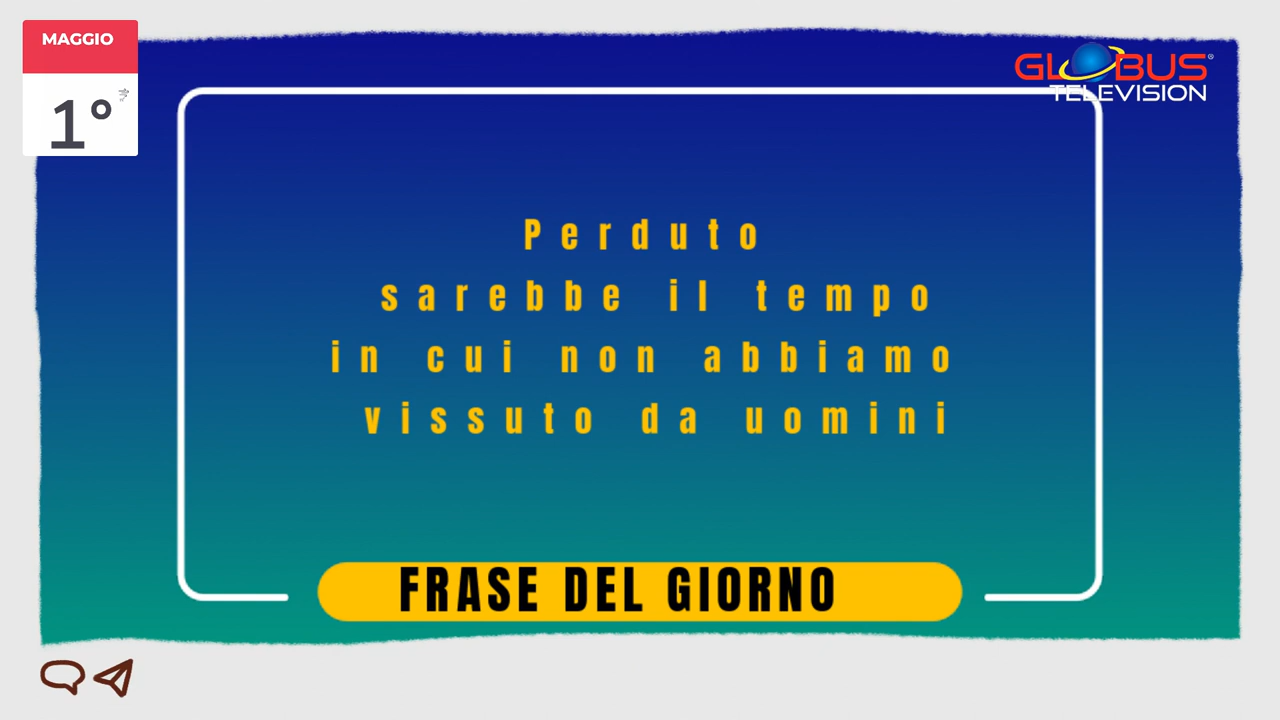 MAGGIO
1°
GLOBUS®
TELEVISION
Perduto
sarebbe il tempo
in cui non abbiamo
vissuto da uomini
FRASE DEL GIORNO